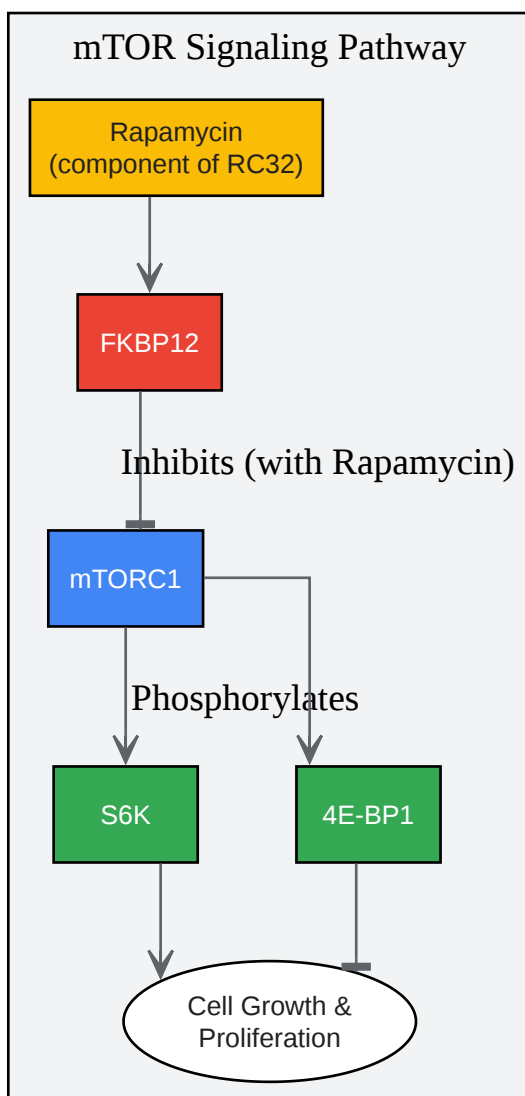 mTOR Signaling Pathway
Rapamycin
(component of RC32)
FKBP12
Inhibits (with Rapamycin)
mTORC1
Phosphorylates
S6K
4E-BP1
Cell Growth &
Proliferation